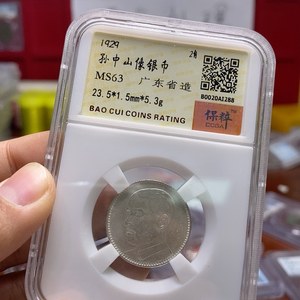 1929 2角
孙中山像银币
MS63 广东省造
23.5*1.5mm*5.3g
BAO CUI COINS RATING
保粹
80020A1288